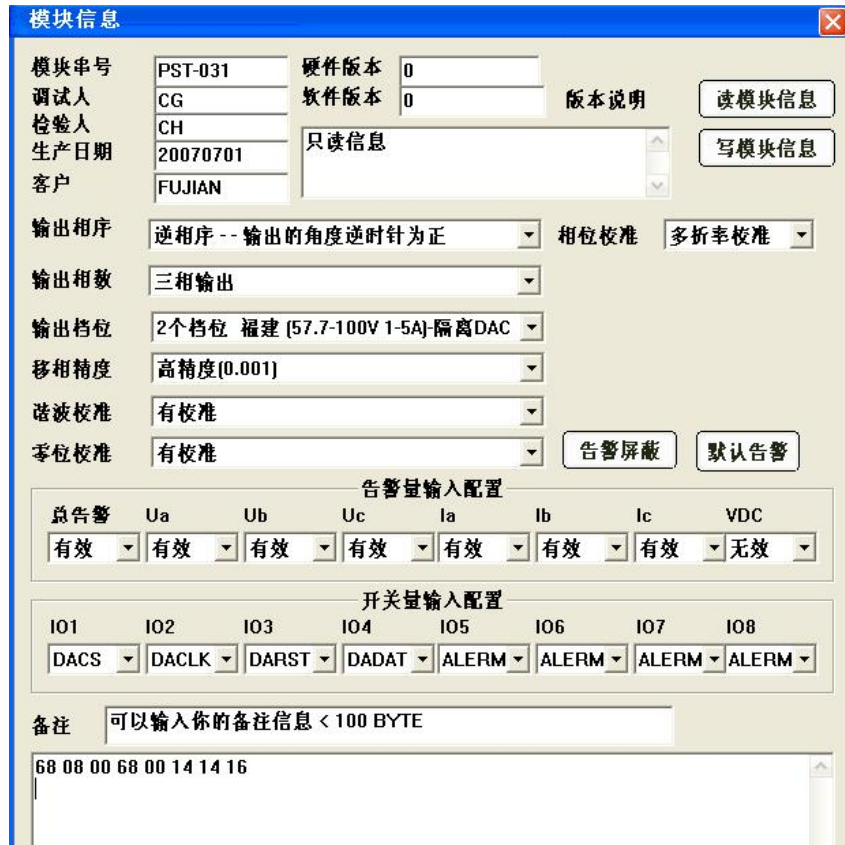 模块信息
模块串号 PST-031 硬件版本 0
调试人 CG 软件版本 0 版本说明 读模块信息
检验人 CH
生产日期 20070701 只读信息 写模块信息
客户 FUJIAN
输出相序 逆相序 - - 输出的角度逆时针为正 相位校准 多折率校准
输出相数 三相输出
输出档位 2个档位 福建 (57.7-100V 1-5A)-隔离DAC
移相精度 高精度(0.001)
谐波校准 有校准
零位校准 有校准 告警屏蔽 默认告警
告警量输入配置
总告警 Ua Ub Uc Ia Ib Ic VDC
有效 有效 有效 有效 有效 有效 有效 无效
开关量输入配置
IO1 IO2 IO3 IO4 IO5 IO6 IO7 IO8
DACS DACLK DARST DADAT ALERM ALERM ALERM ALERM
备注 可以输入你的备注信息 < 100 BYTE
68 08 00 68 00 14 14 16